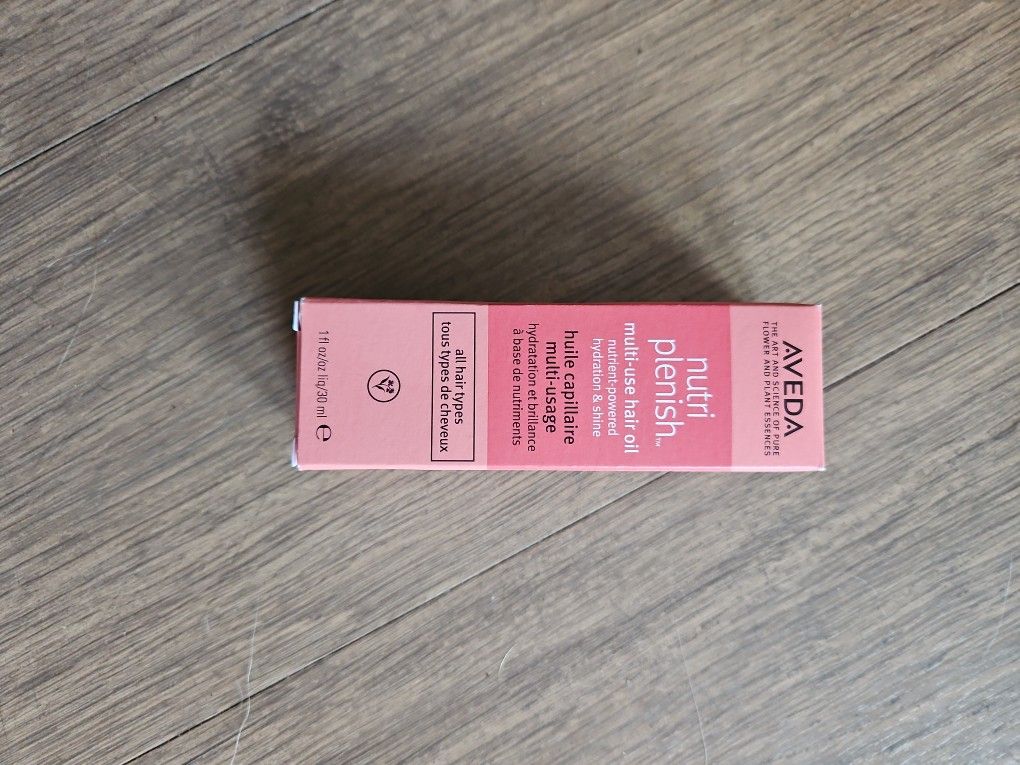 AVEDA
THE ART AND SCIENCE OF PURE
FLOWER AND PLANT ESSENCES
nutri
plenish™
multi-use hair oil
nutrient-powered
hydration & shine
huile capillaire
multi-usage
hydratation et brillance
à base de nutriments
all hair types
tous types de cheveux
1 fl oz/oz liq/30 ml ℮